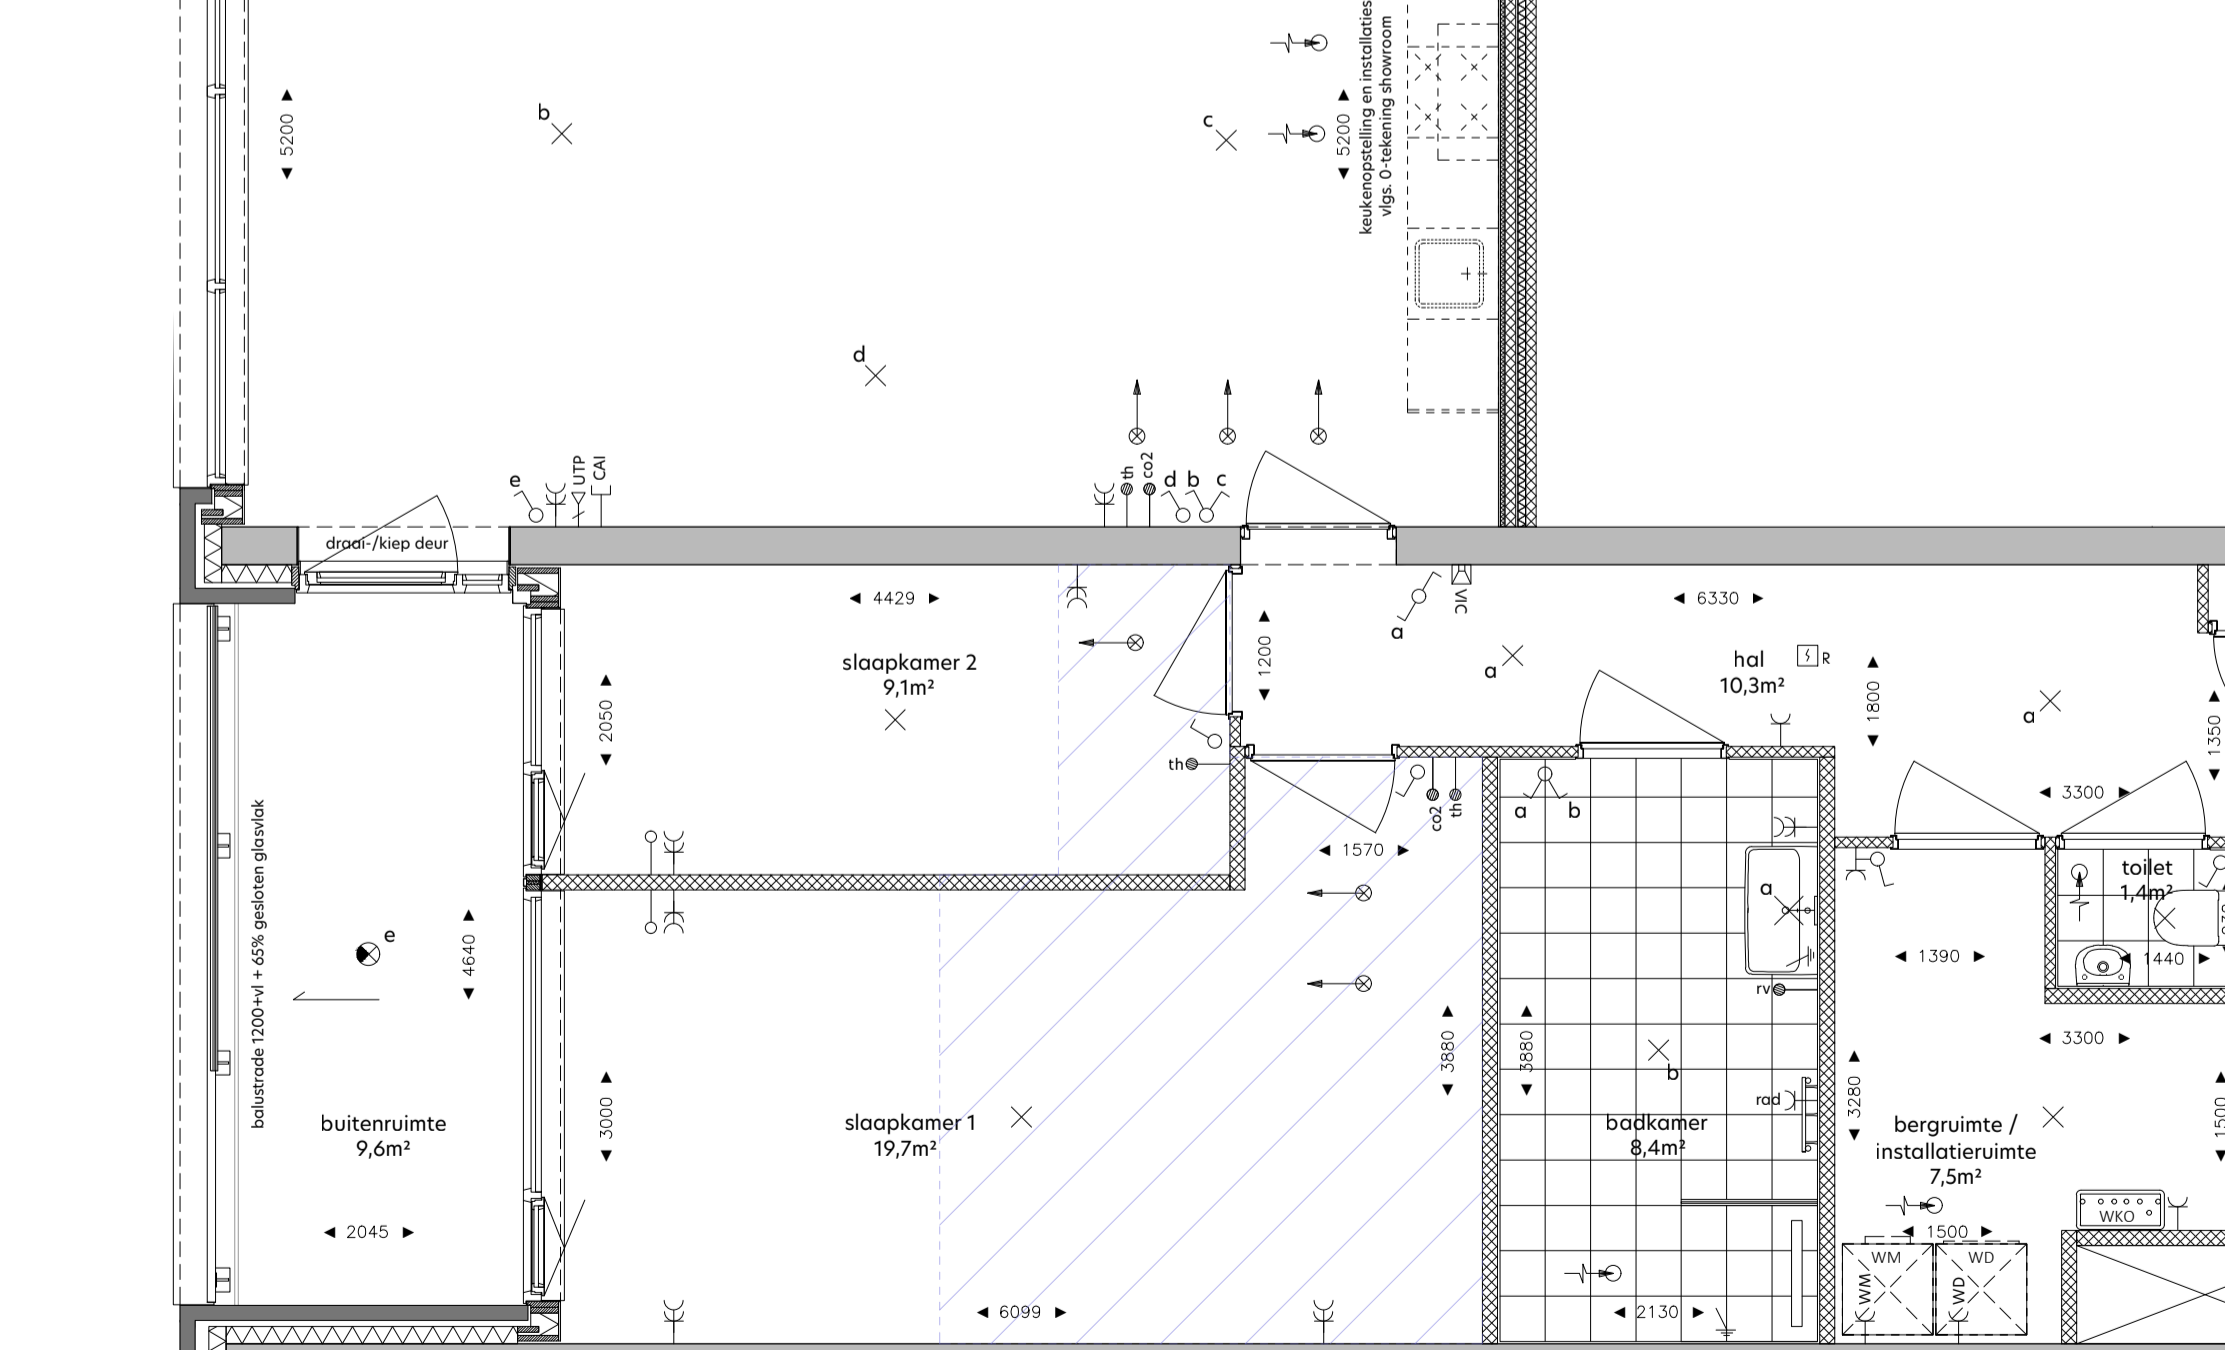 b
c
5200
5200
keukenopstelling en installaties
vlgs. 0-tekening showroom
d
e
UTP
CAI
th
co2
d
b
c
draai-/kiep deur
4429
slaapkamer 2
9,1m²
2050
th
1200
a
VIC
a
6330
hal
10,3m²
R
1800
a
1350
3300
1570
co2
th
a
b
a
toilet
1,4m²
1440
1390
balustrade 1200+vl + 65% gesloten glasvlak
e
4640
buitenruimte
9,6m²
2045
3000
slaapkamer 1
19,7m²
6099
3880
3880
rv
b
rad
badkamer
8,4m²
2130
3280
3300
1500
bergruimte /
installatieruimte
7,5m²
1500
WKO
WM
WD
WM
WD